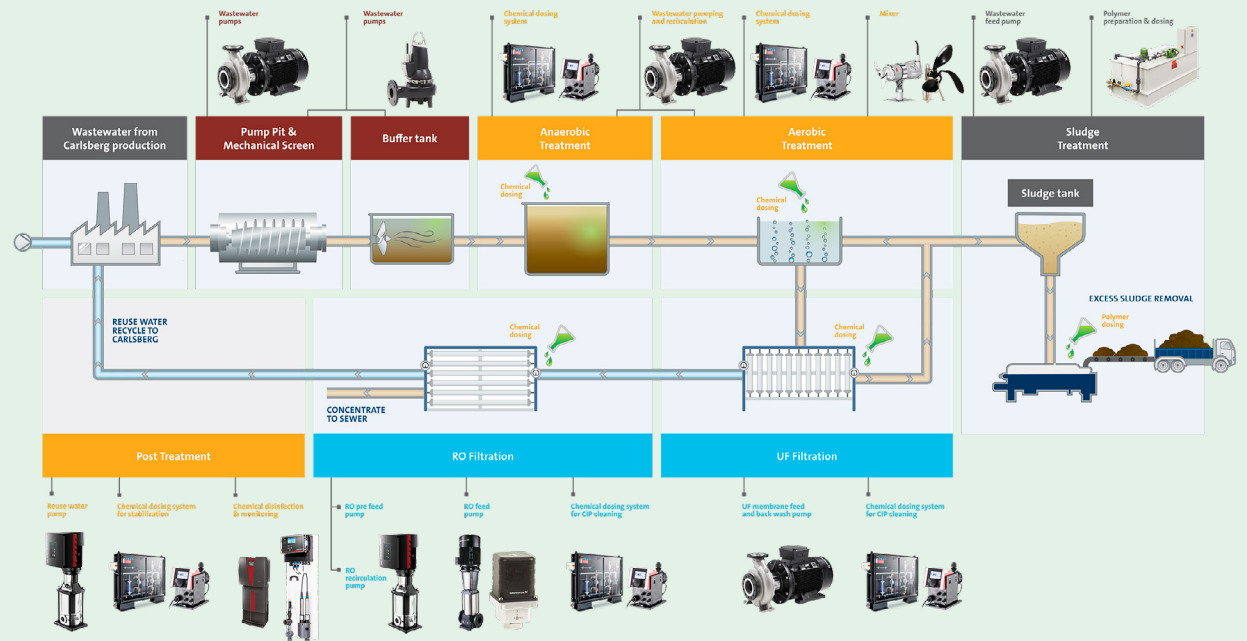 Wastewater
pumps
Wastewater
pumps
Chemical dosing
system
Wastewater pumping
and recirculation
Chemical dosing
system
Mixer
Wastewater
feed pump
Polymer
preparation & dosing
Wastewater from
Carlsberg production
Pump Pit &
Mechanical Screen
Buffer tank
Anaerobic
Treatment
Aerobic
Treatment
Sludge
Treatment
Chemical
dosing
Chemical
dosing
Sludge tank
REUSE WATER
RECYCLE TO
CARLSBERG
Chemical
dosing
Chemical
dosing
EXCESS SLUDGE REMOVAL
Polymer
dosing
CONCENTRATE
TO SEWER
Post Treatment
RO Filtration
UF Filtration
Reuse water
pump
Chemical dosing system
for stabilisation
Chemical disinfection
& monitoring
RO pre feed
pump
RO feed
pump
Chemical dosing system
for CIP cleaning
UF membrane feed
and back wash pump
Chemical dosing system
for CIP cleaning
RO
recirculation
pump